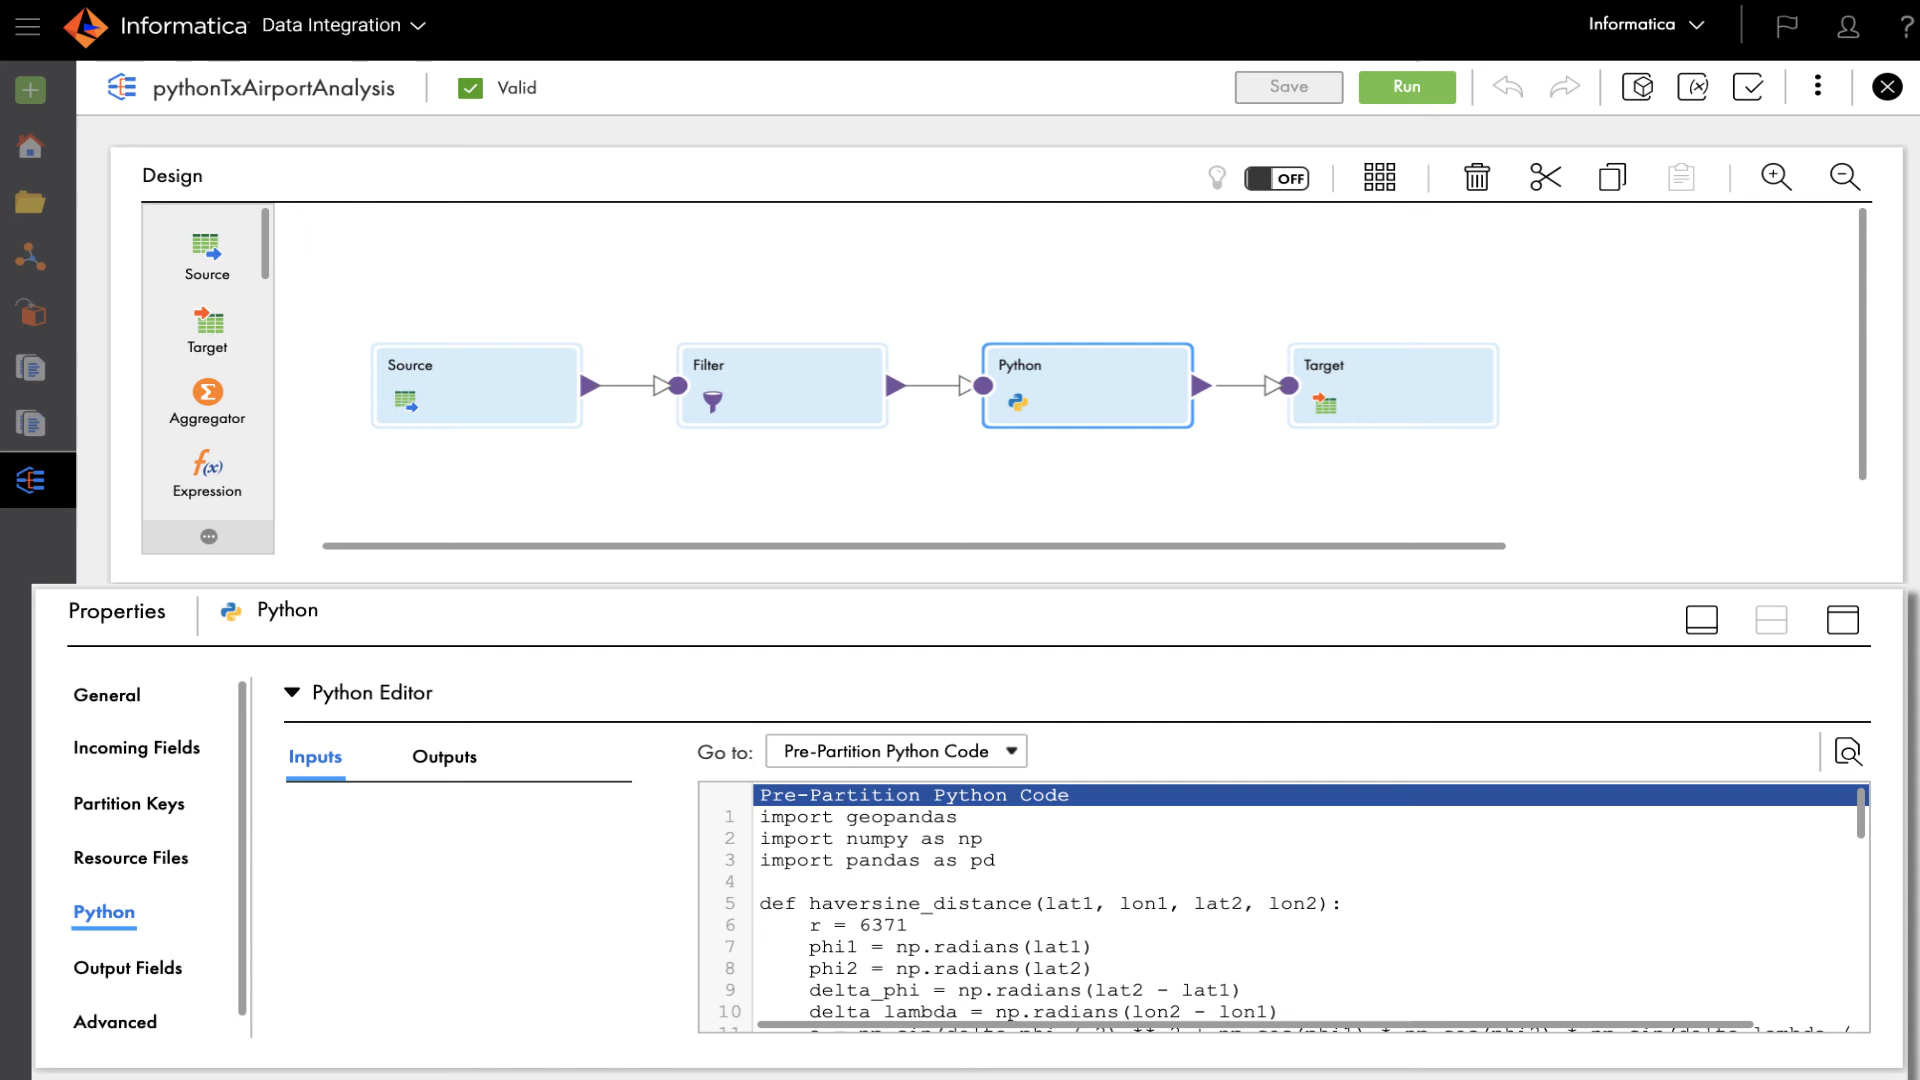 Informatica Data Integration
Informatica
?
pythonTxAirportAnalysis
Valid
Save
Run
(x)
Design
OFF
Source
Target
Σ
Aggregator
f(x)
Expression
Source
Filter
Python
Target
Properties
Python
General
Incoming Fields
Partition Keys
Resource Files
Python
Output Fields
Advanced
Python Editor
Inputs
Outputs
Go to:
Pre-Partition Python Code
Pre-Partition Python Code
1 import geopandas
2 import numpy as np
3 import pandas as pd
4
5 def haversine_distance(lat1, lon1, lat2, lon2):
6 r = 6371
7 phi1 = np.radians(lat1)
8 phi2 = np.radians(lat2)
9 delta_phi = np.radians(lat2 - lat1)
10 delta_lambda = np.radians(lon2 - lon1)